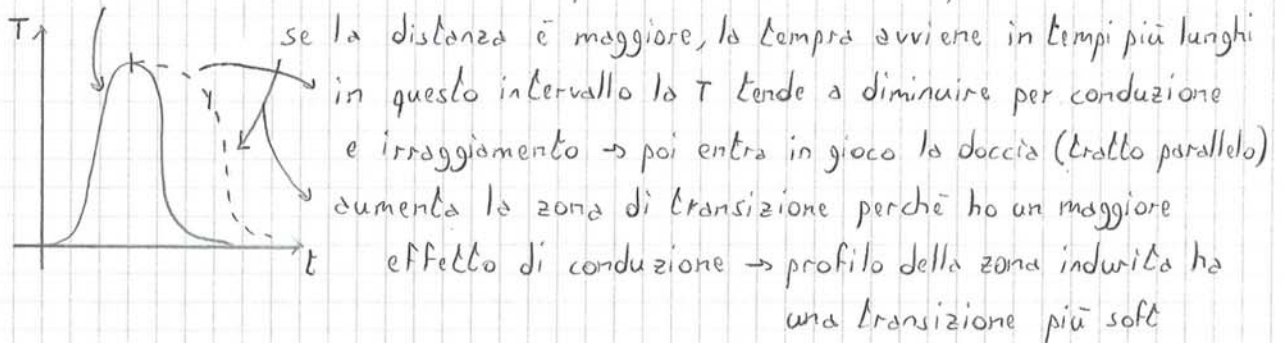 T
se la distanza è maggiore, la tempra avviene in tempi più lunghi
in questo intervallo la T tende a diminuire per conduzione
e irraggiamento → poi entra in gioco la doccia (tratto parallelo)
aumenta la zona di transizione perchè ho un maggiore
effetto di conduzione → profilo della zona indurita ha
una transizione più soft
t